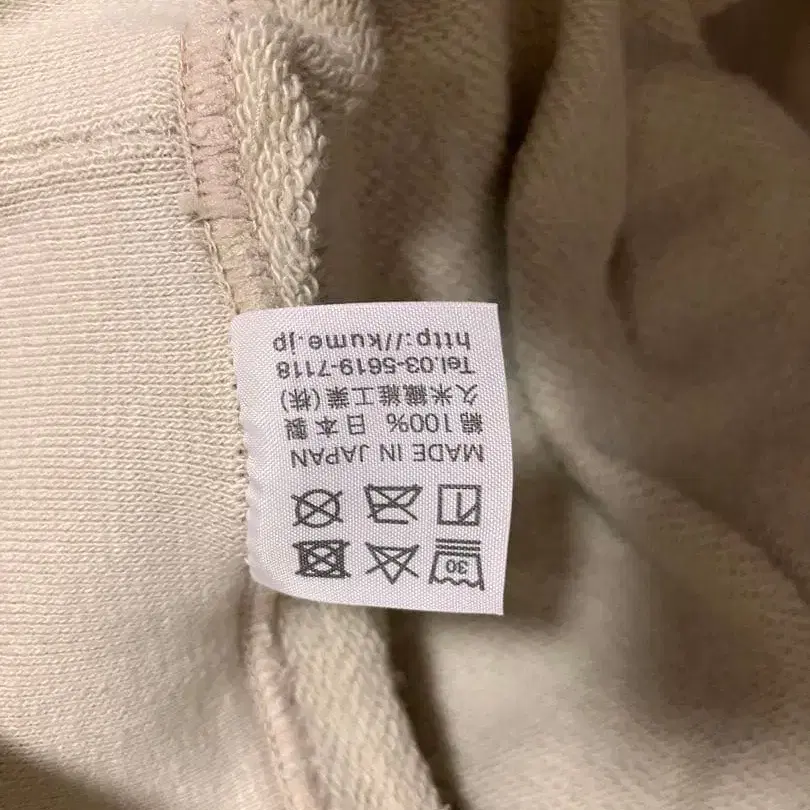 30
MADE IN JAPAN
綿100% 日本製
久米繊維工業(株)
Tel.03-5619-7118
http://kume.jp